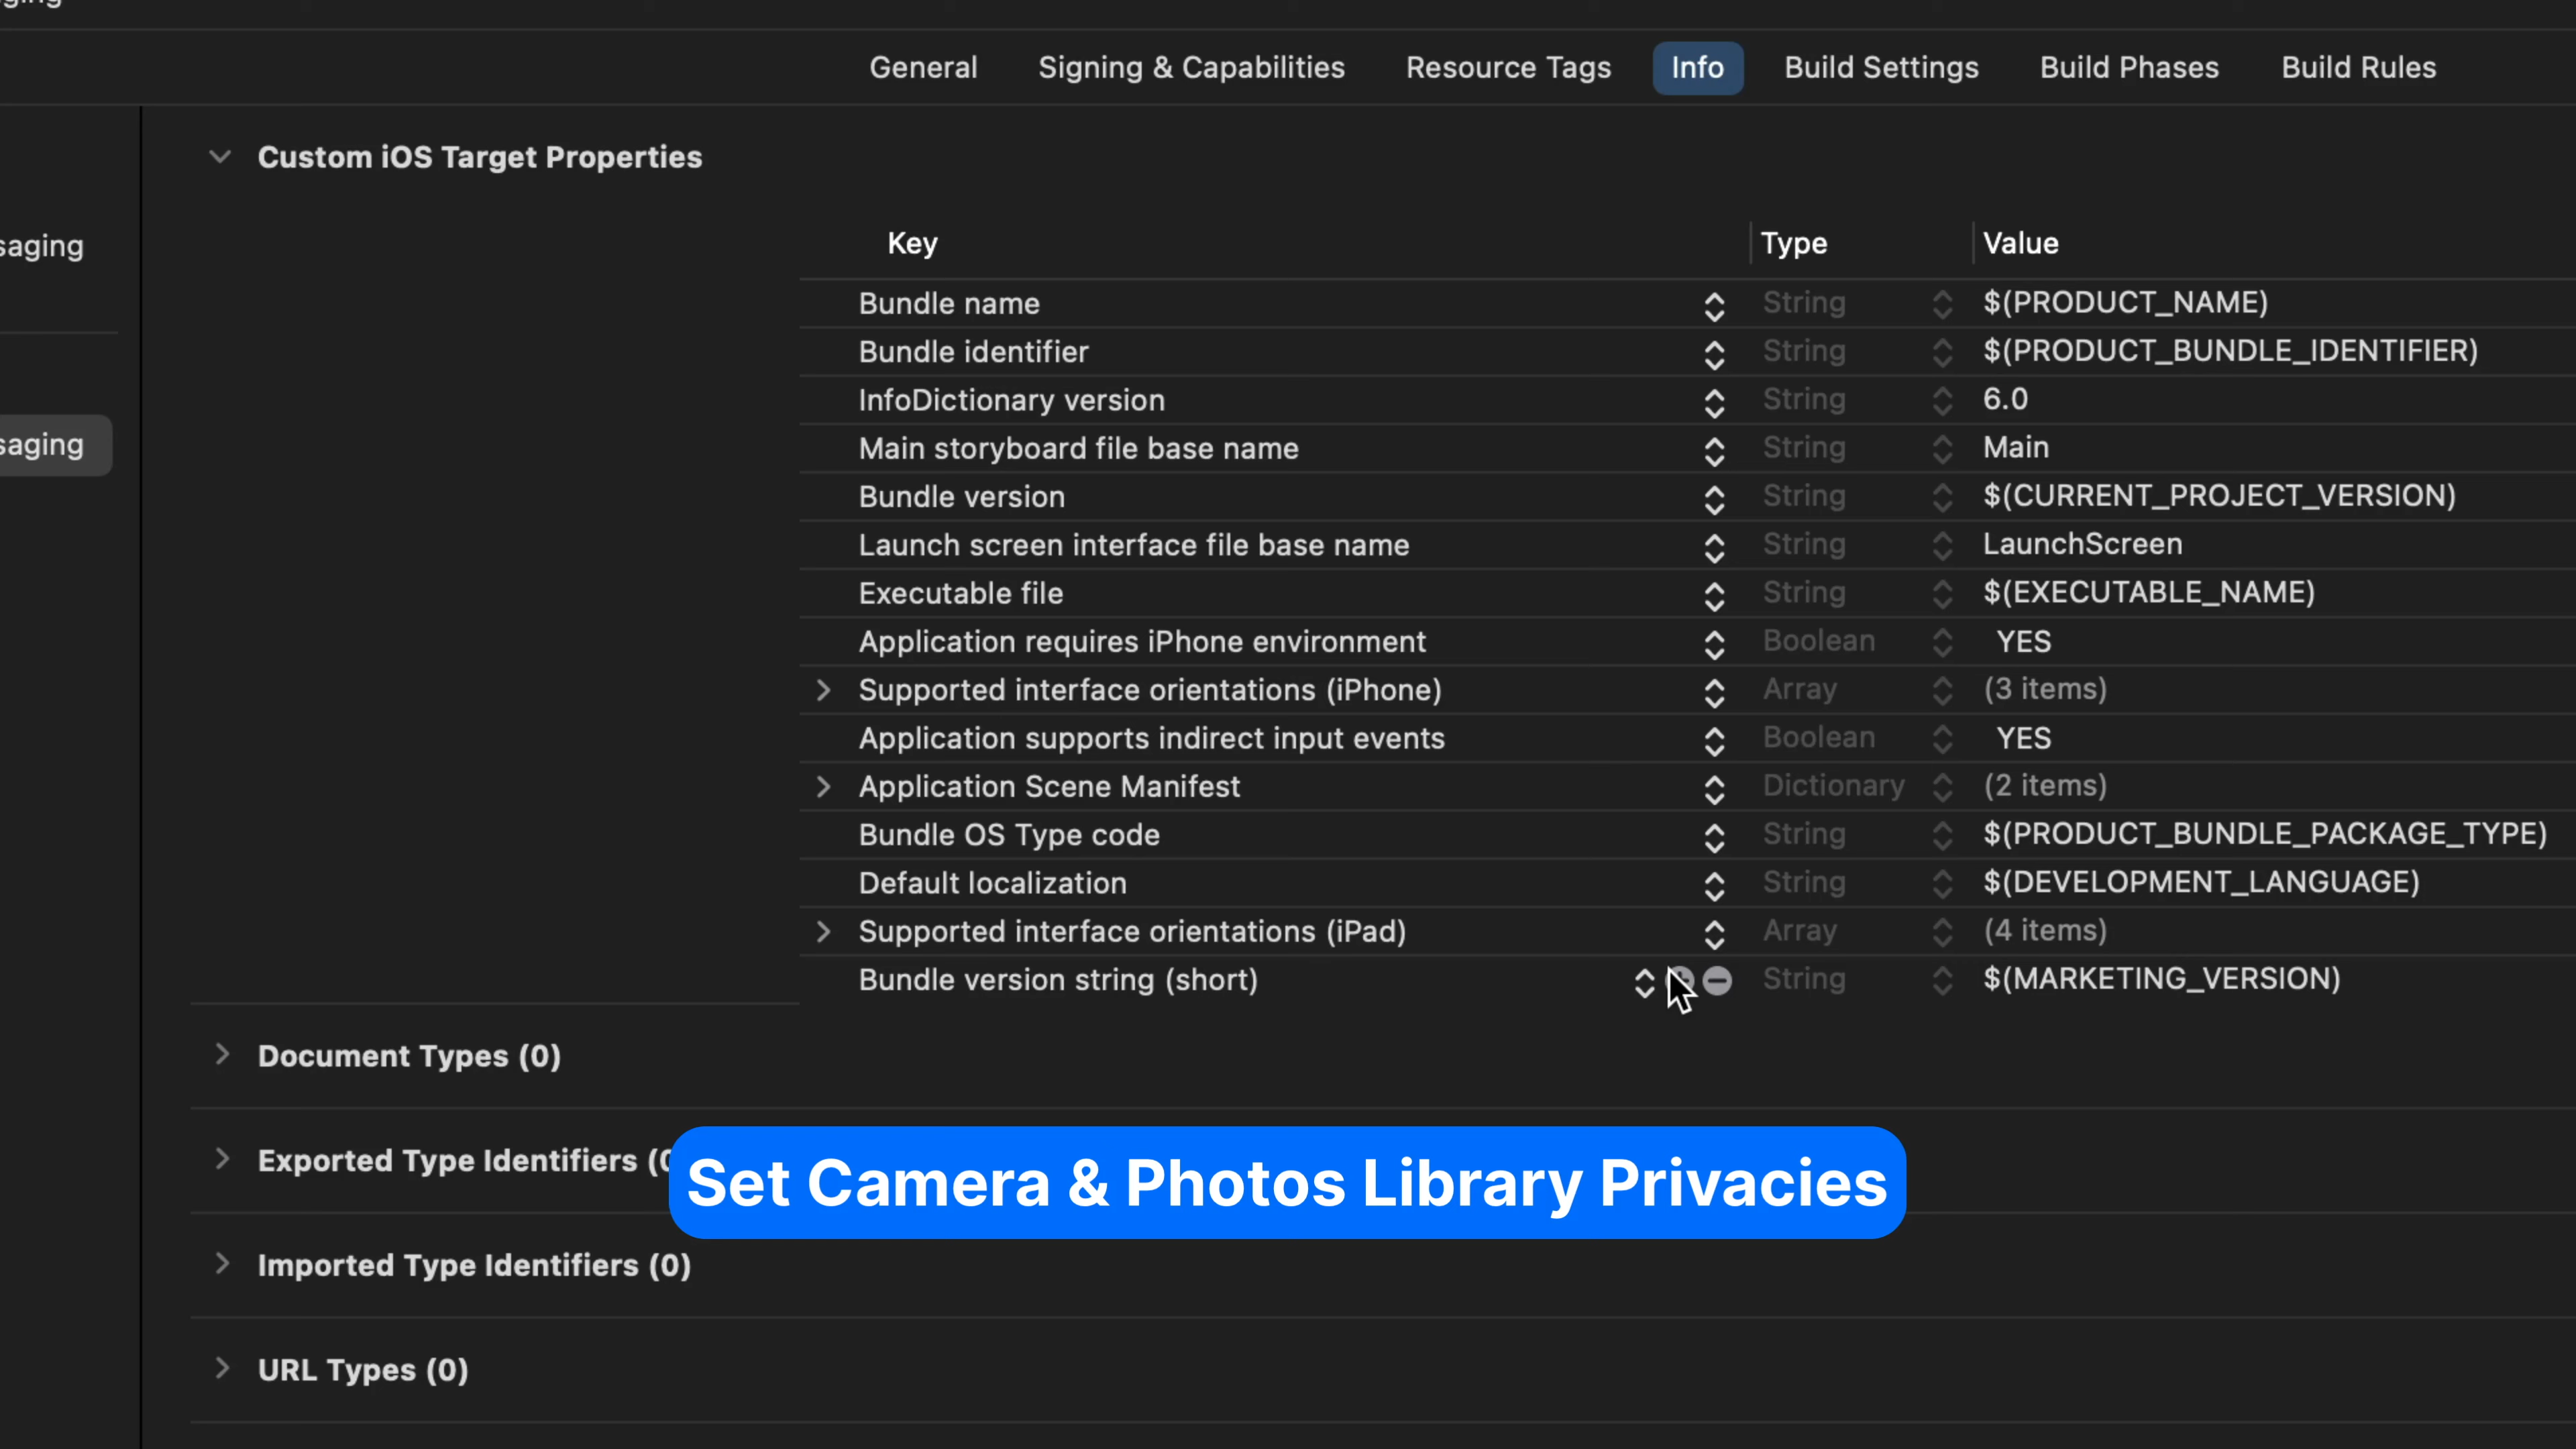 General Signing & Capabilities Resource Tags Info Build Settings Build Phases Build Rules
Custom iOS Target Properties
saging
saging
Key Type Value
Bundle name String $(PRODUCT_NAME)
Bundle identifier String $(PRODUCT_BUNDLE_IDENTIFIER)
InfoDictionary version String 6.0
Main storyboard file base name String Main
Bundle version String $(CURRENT_PROJECT_VERSION)
Launch screen interface file base name String LaunchScreen
Executable file String $(EXECUTABLE_NAME)
Application requires iPhone environment Boolean YES
Supported interface orientations (iPhone) Array (3 items)
Application supports indirect input events Boolean YES
Application Scene Manifest Dictionary (2 items)
Bundle OS Type code String $(PRODUCT_BUNDLE_PACKAGE_TYPE)
Default localization String $(DEVELOPMENT_LANGUAGE)
Supported interface orientations (iPad) Array (4 items)
Bundle version string (short) String $(MARKETING_VERSION)
Document Types (0)
Exported Type Identifiers (0
Set Camera & Photos Library Privacies
Imported Type Identifiers (0)
URL Types (0)